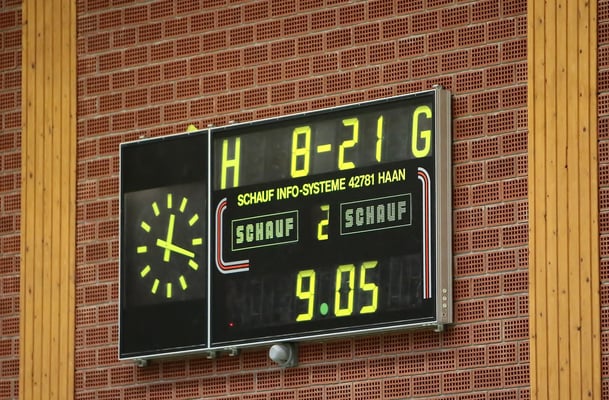 H 8-21 G
SCHAUF INFO-SYSTEME 42781 HAAN
SCHAUF 2 SCHAUF
9.05